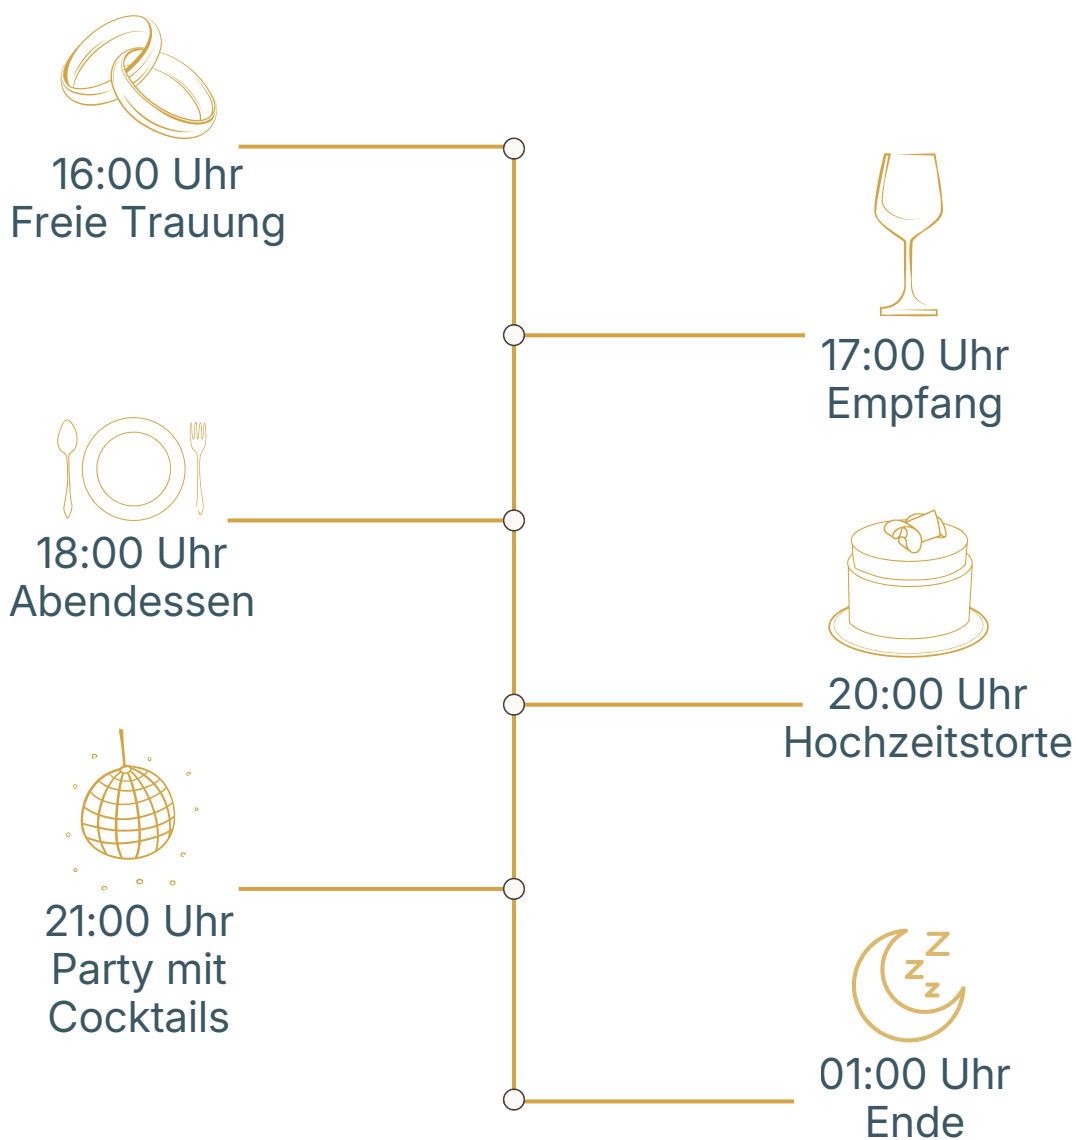 16:00 Uhr
Freie Trauung
17:00 Uhr
Empfang
18:00 Uhr
Abendessen
20:00 Uhr
Hochzeitstorte
21:00 Uhr
Party mit
Cocktails
z
z
z
01:00 Uhr
Ende